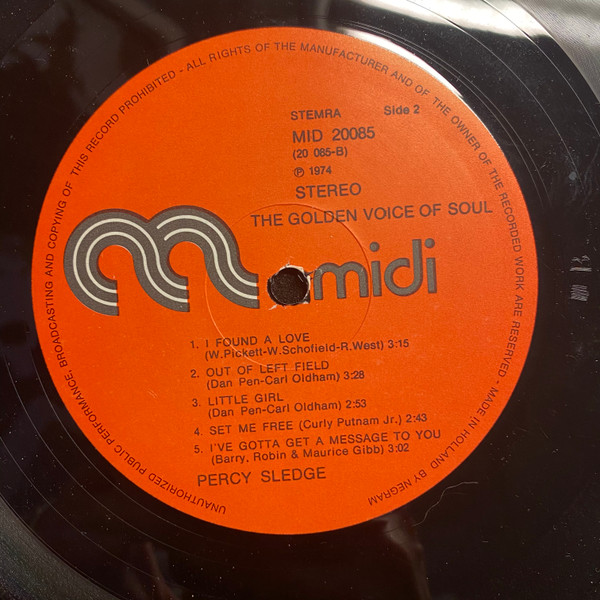 UNAUTHORIZED PUBLIC PERFORMANCE, BROADCASTING AND COPYING OF THIS RECORD PROHIBITED - ALL RIGHTS OF THE MANUFACTURER AND OF THE OWNER OF THE RECORDED WORK ARE RESERVED - MADE IN HOLLAND BY NEGRAM
STEMRA Side 2
MID 20085
(20 085-B)
℗ 1974
STEREO
THE GOLDEN VOICE OF SOUL
midi
1. I FOUND A LOVE
(W.Pickett-W.Schofield-R.West) 3:15
2. OUT OF LEFT FIELD
(Dan Pen-Carl Oldham) 3:28
3. LITTLE GIRL
(Dan Pen-Carl Oldham) 2:53
4. SET ME FREE (Curly Putnam Jr.) 2:43
5. I'VE GOTTA GET A MESSAGE TO YOU
(Barry, Robin & Maurice Gibb) 3:02
PERCY SLEDGE